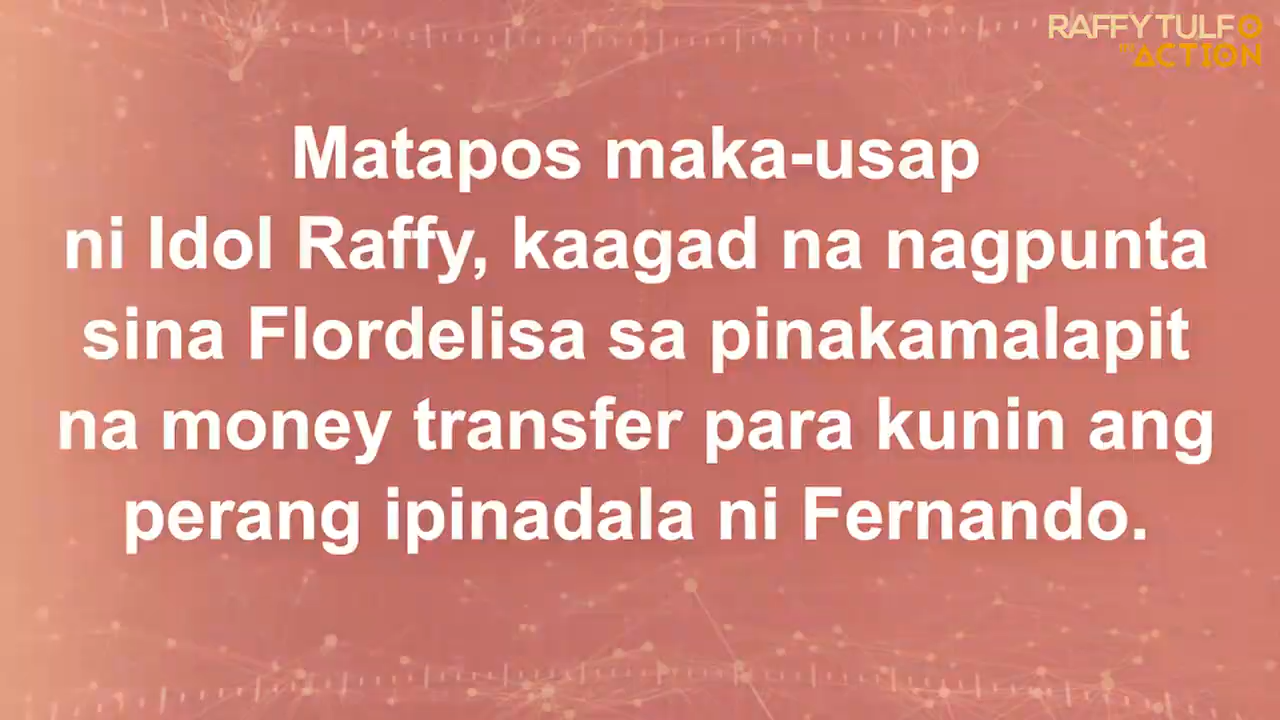 RAFFY TULFO
IN ACTION
Matapos maka-usap
ni Idol Raffy, kaagad na nagpunta
sina Flordelisa sa pinakamalapit
na money transfer para kunin ang
perang ipinadala ni Fernando.